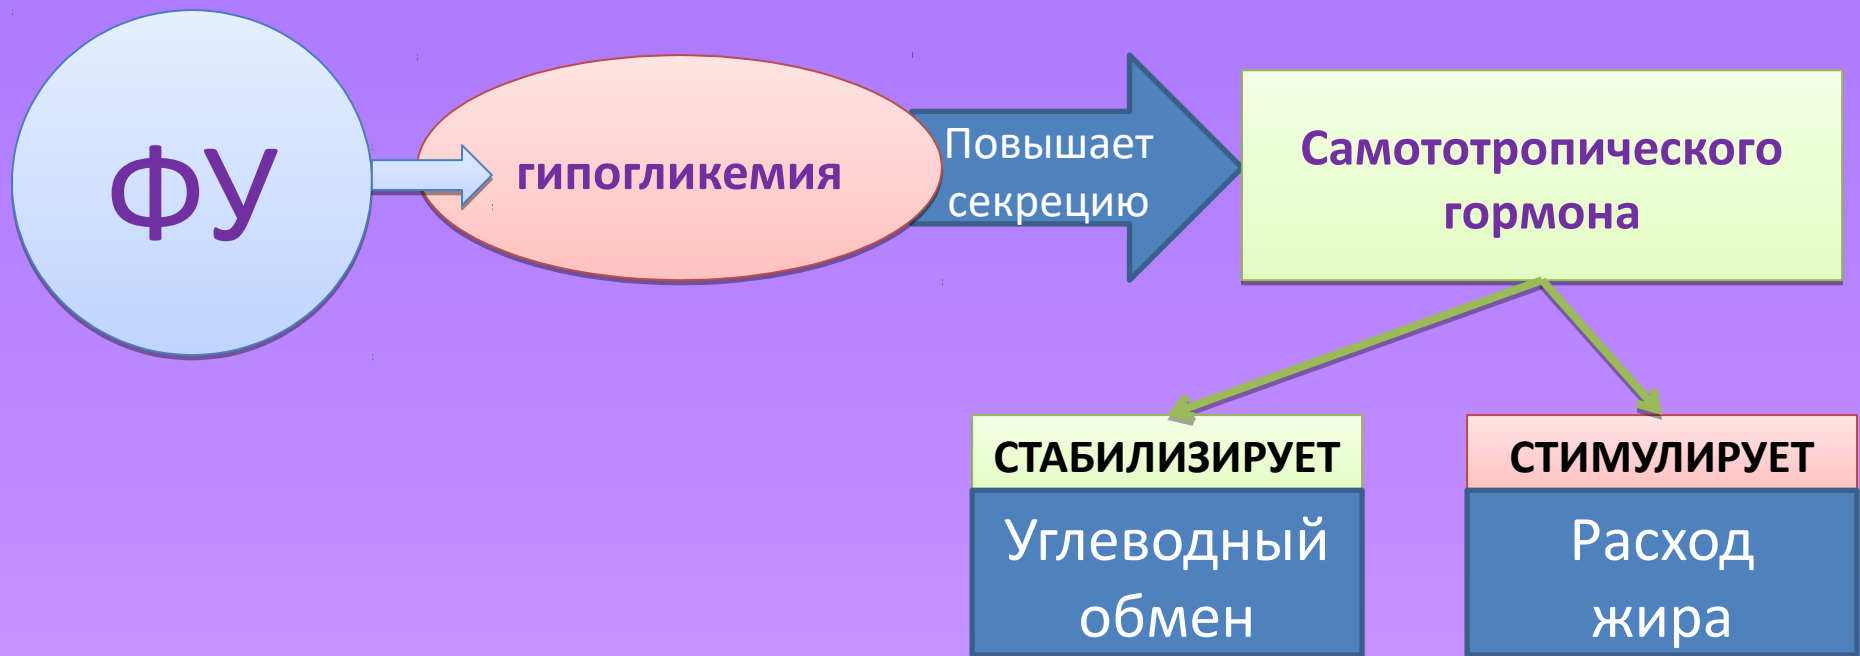 ФУ
гипогликемия
Повышает
секрецию
Самототропического
гормона
СТАБИЛИЗИРУЕТ
Углеводный
обмен
СТИМУЛИРУЕТ
Расход
жира